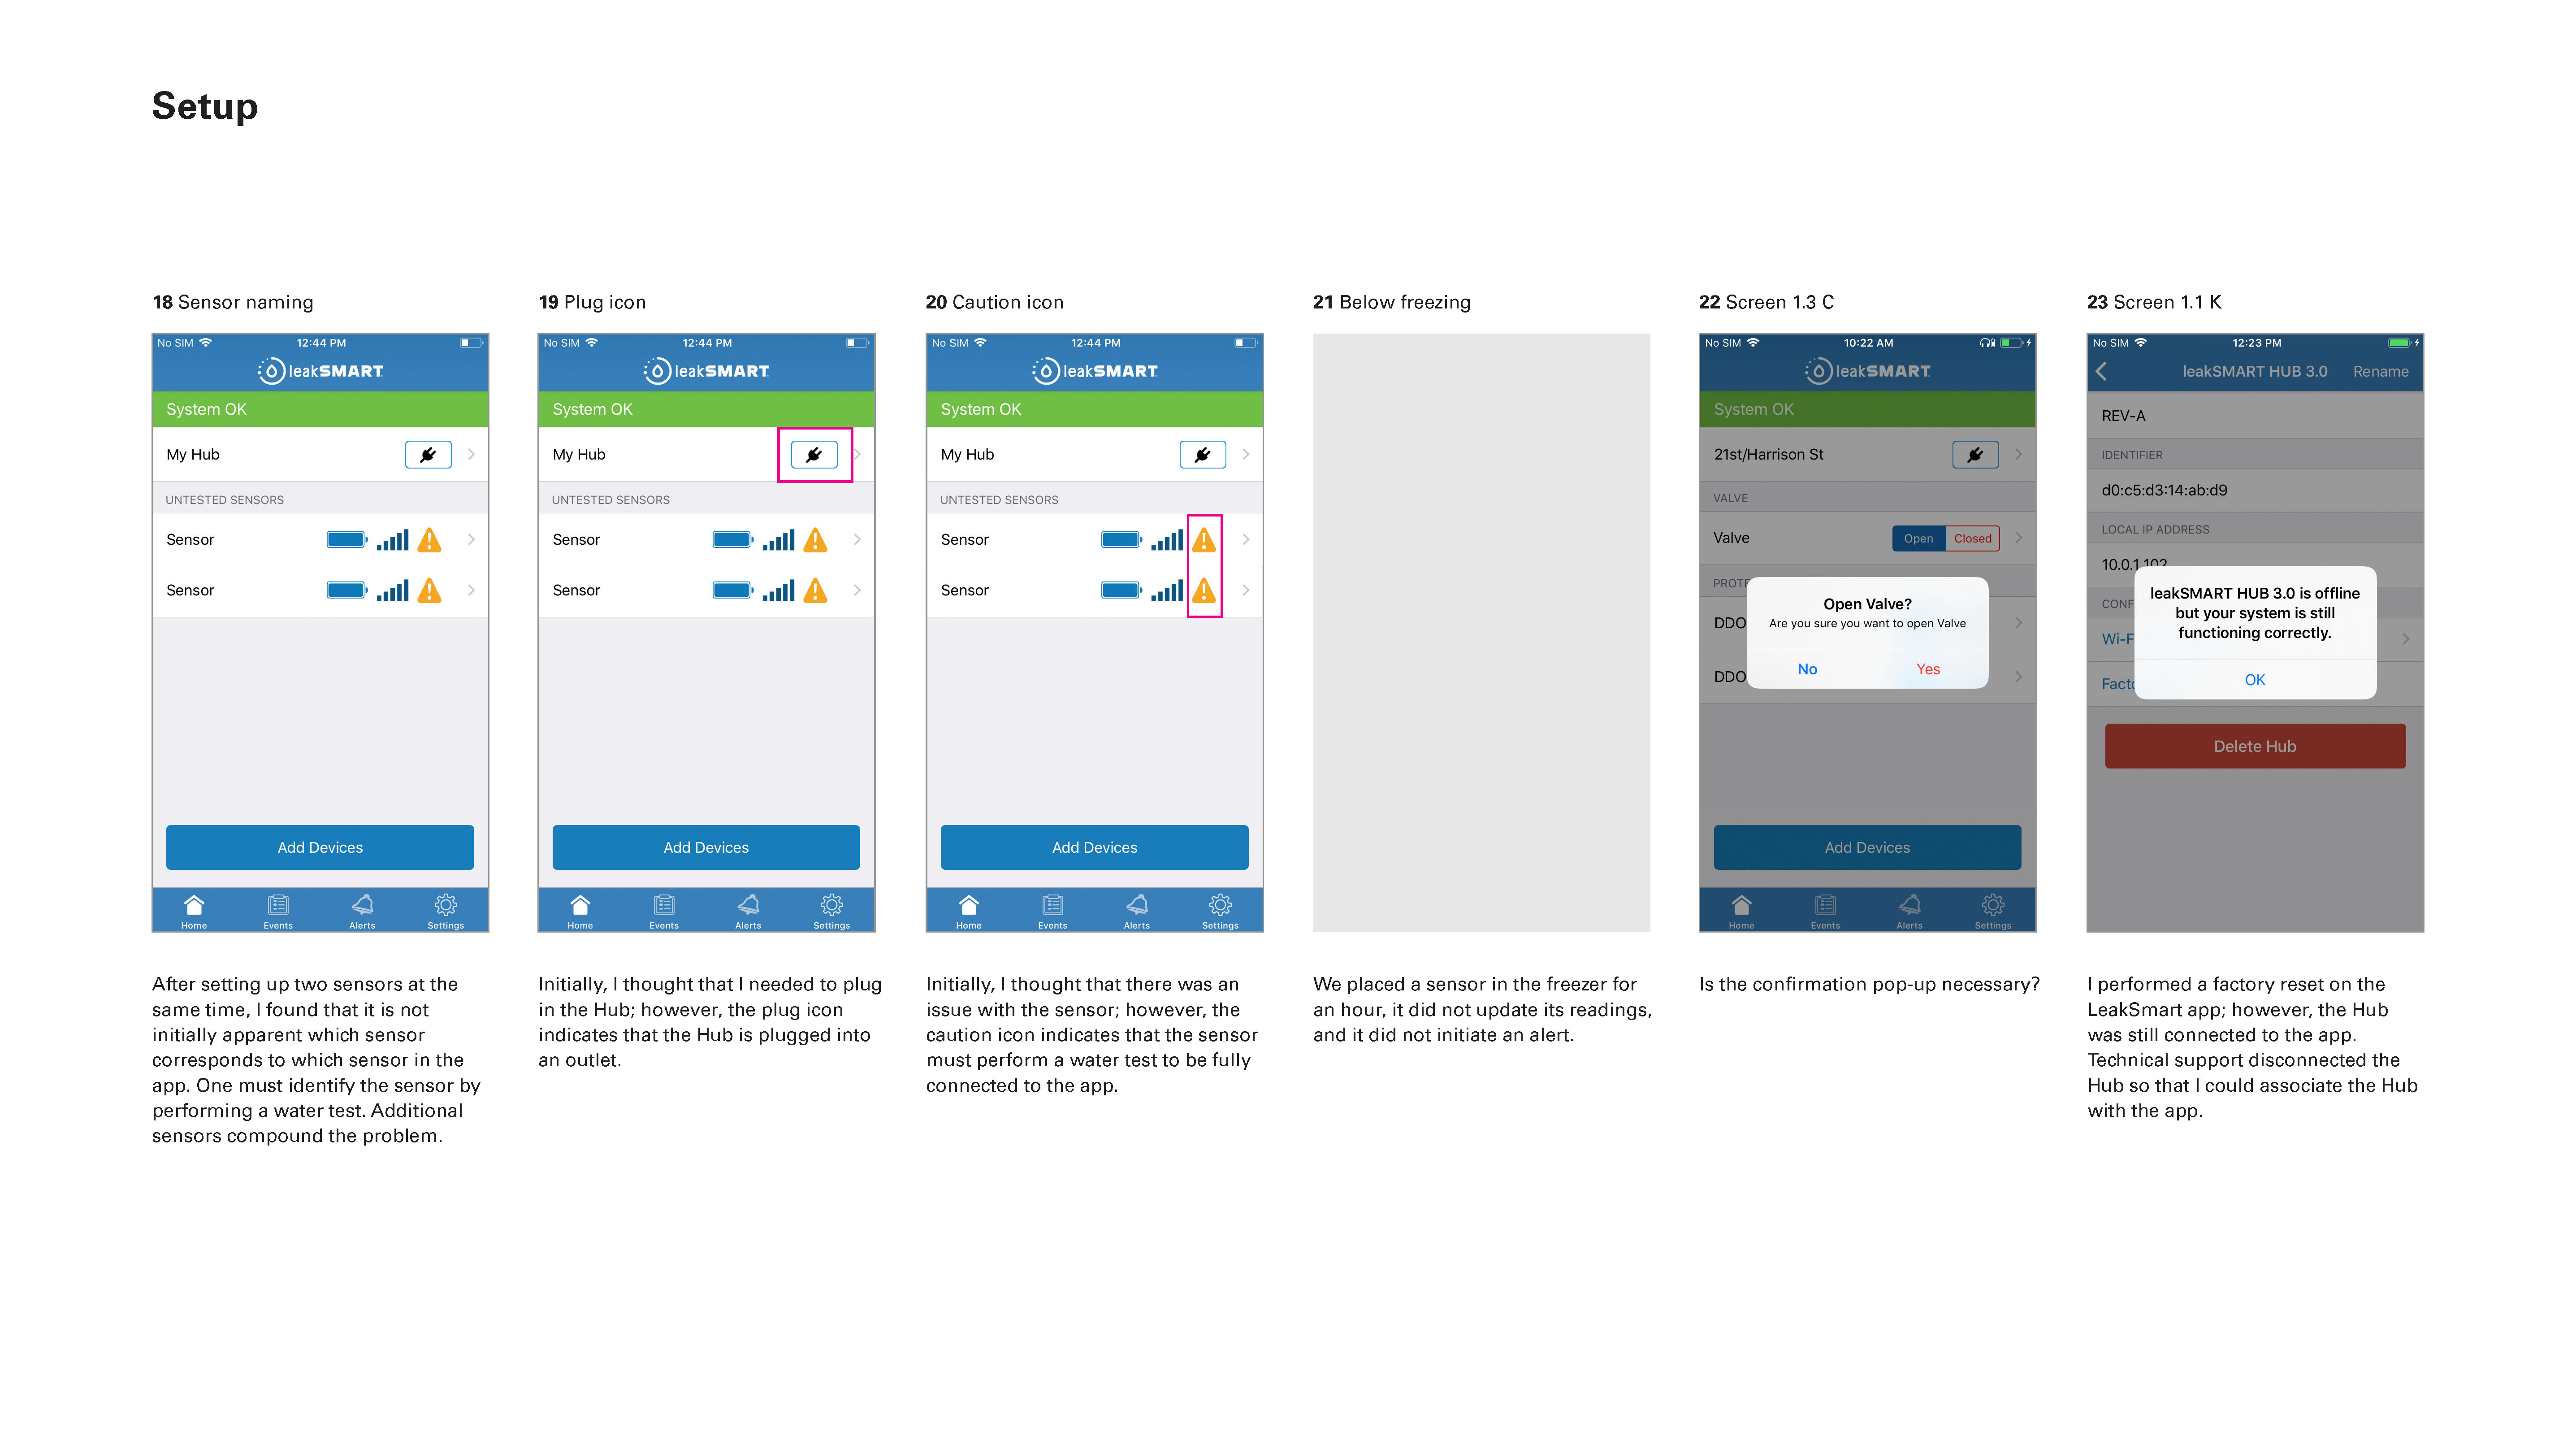 Setup
18 Sensor naming
No SIM 12:44 PM
leakSMART
System OK
My Hub
UNTESTED SENSORS
Sensor
Sensor
Add Devices
Home Events Alerts Settings
After setting up two sensors at the
same time, I found that it is not
initially apparent which sensor
corresponds to which sensor in the
app. One must identify the sensor by
performing a water test. Additional
sensors compound the problem.
19 Plug icon
No SIM 12:44 PM
leakSMART
System OK
My Hub
UNTESTED SENSORS
Sensor
Sensor
Add Devices
Home Events Alerts Settings
Initially, I thought that I needed to plug
in the Hub; however, the plug icon
indicates that the Hub is plugged into
an outlet.
20 Caution icon
No SIM 12:44 PM
leakSMART
System OK
My Hub
UNTESTED SENSORS
Sensor
Sensor
Add Devices
Home Events Alerts Settings
Initially, I thought that there was an
issue with the sensor; however, the
caution icon indicates that the sensor
must perform a water test to be fully
connected to the app.
21 Below freezing
We placed a sensor in the freezer for
an hour, it did not update its readings,
and it did not initiate an alert.
22 Screen 1.3 C
No SIM 10:22 AM
leakSMART
System OK
21st/Harrison St
VALVE
Valve Open Closed
PROTE
Open Valve?
DDO
Are you sure you want to open Valve
No Yes
DDO
Add Devices
Home Events Alerts Settings
Is the confirmation pop-up necessary?
23 Screen 1.1 K
No SIM 12:23 PM
leakSMART HUB 3.0 Rename
REV-A
IDENTIFIER
d0:c5:d3:14:ab:d9
LOCAL IP ADDRESS
10.0.1.102
CONF
leakSMART HUB 3.0 is offline
but your system is still
functioning correctly.
Wi-F
OK
Facto
Delete Hub
I performed a factory reset on the
LeakSmart app; however, the Hub
was still connected to the app.
Technical support disconnected the
Hub so that I could associate the Hub
with the app.